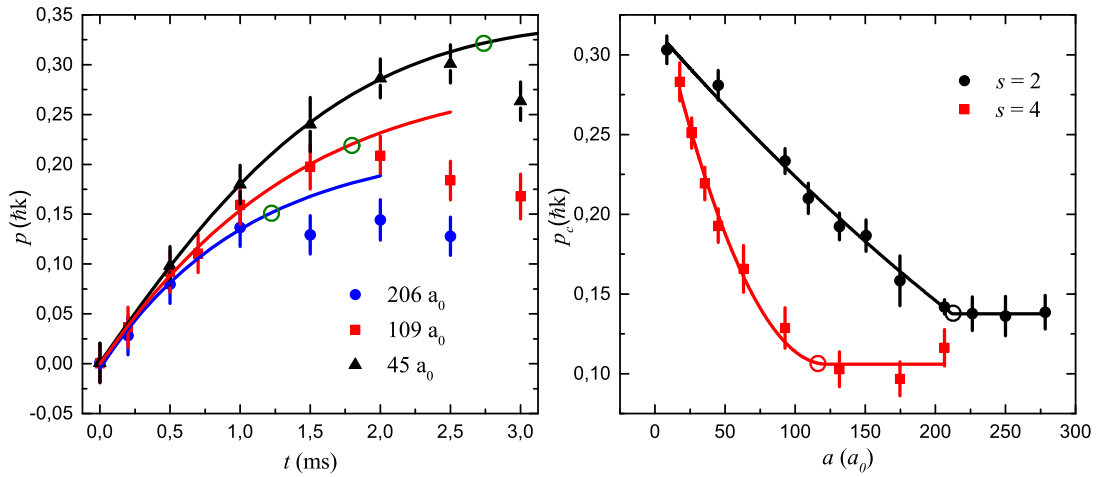 0,35
0,30
0,25
0,20
0,15
0,10
0,05
0,00
-0,05
p (ħk)
0,0 0,5 1,0 1,5 2,0 2,5 3,0
t (ms)
206 a₀
109 a₀
45 a₀
0,30
0,25
0,20
0,15
0,10
p_c (ħk)
0 50 100 150 200 250 300
a (a₀)
s = 2
s = 4